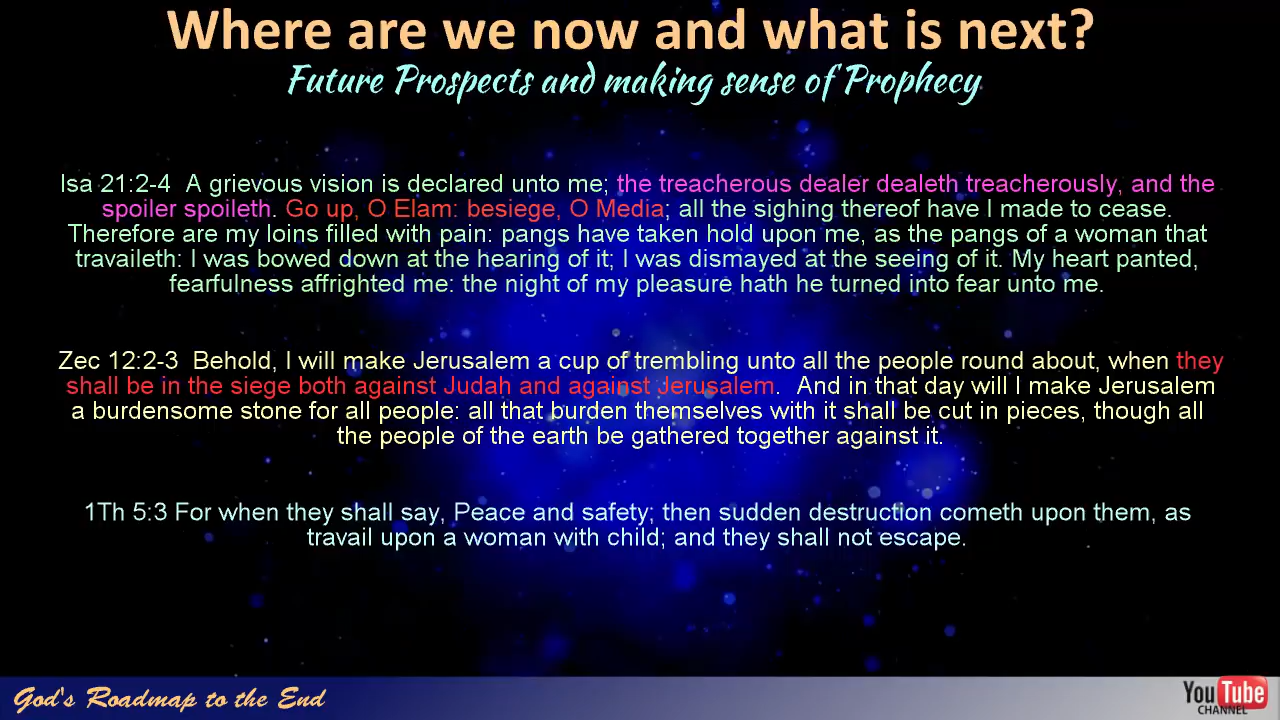 Where are we now and what is next?
Future Prospects and making sense of Prophecy
Isa 21:2-4  A grievous vision is declared unto me; the treacherous dealer dealeth treacherously, and the
spoiler spoileth. Go up, O Elam: besiege, O Media; all the sighing thereof have I made to cease.
Therefore are my loins filled with pain: pangs have taken hold upon me, as the pangs of a woman that
travaileth: I was bowed down at the hearing of it; I was dismayed at the seeing of it. My heart panted,
fearfulness affrighted me: the night of my pleasure hath he turned into fear unto me.
Zec 12:2-3  Behold, I will make Jerusalem a cup of trembling unto all the people round about, when they
shall be in the siege both against Judah and against Jerusalem.  And in that day will I make Jerusalem
a burdensome stone for all people: all that burden themselves with it shall be cut in pieces, though all
the people of the earth be gathered together against it.
1Th 5:3 For when they shall say, Peace and safety; then sudden destruction cometh upon them, as
travail upon a woman with child; and they shall not escape.
God's Roadmap to the End
YouTube
CHANNEL